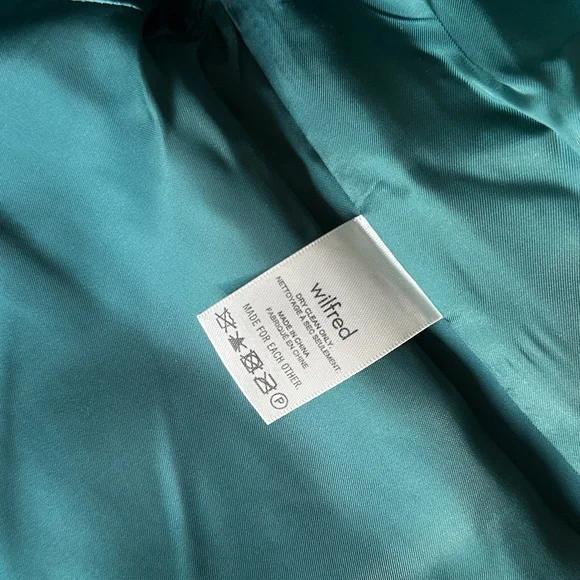 wilfred
DRY CLEAN ONLY.
NETTOYAGE À SEC SEULEMENT.
MADE IN CHINA
FABRIQUÉ EN CHINE
MADE FOR EACH OTHER.
P